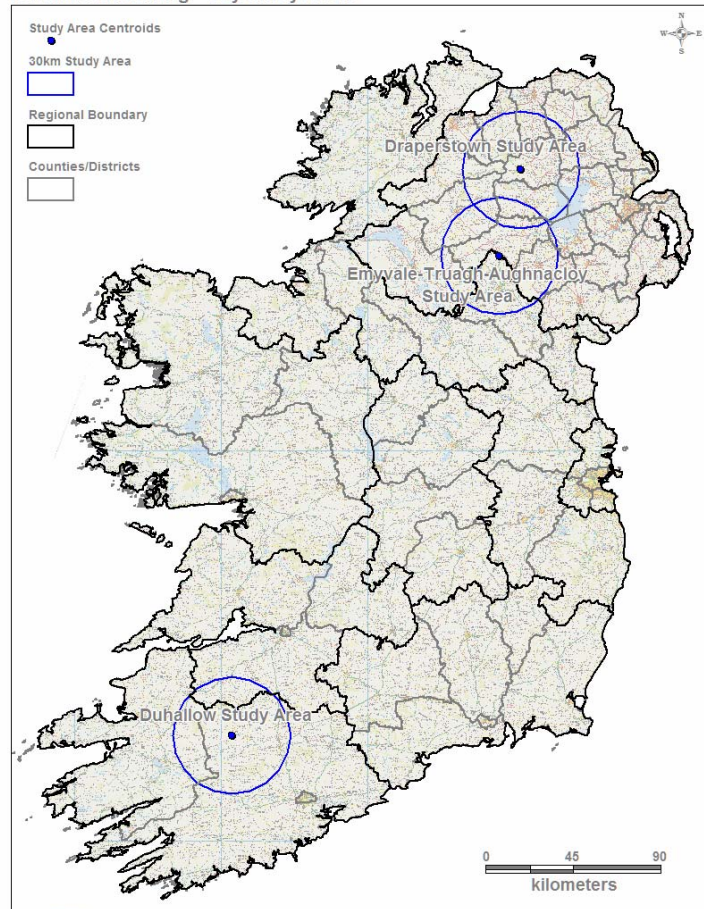 Study Area Centroids
30km Study Area
Regional Boundary
Counties/Districts
N
W E
S
Draperstown Study Area
Emyvale-Truagh-Aughnacloy
Study Area
Duhallow Study Area
0 45 90
kilometers